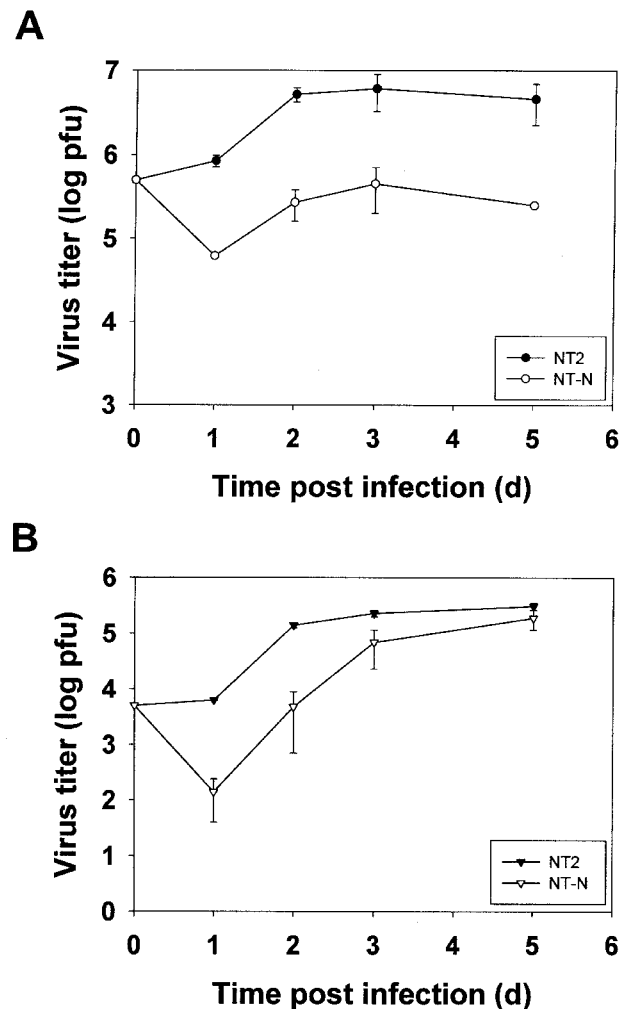 A
Virus titer (log pfu)
7
6
5
4
3
0 1 2 3 4 5 6
Time post infection (d)
NT2
NT-N
B
Virus titer (log pfu)
6
5
4
3
2
1
0
0 1 2 3 4 5 6
Time post infection (d)
NT2
NT-N